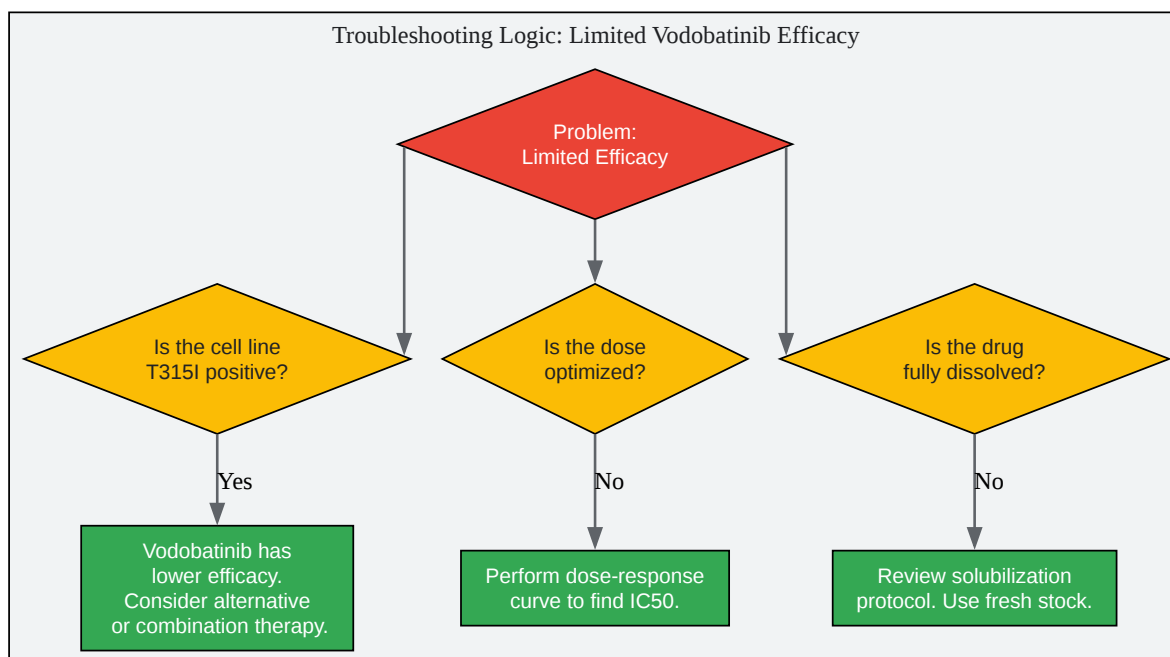 Troubleshooting Logic: Limited Vodobatinib Efficacy
Problem:
Limited Efficacy
Is the cell line
T315I positive?
Is the dose
optimized?
Is the drug
fully dissolved?
Yes
No
No
Vodobatinib has
lower efficacy.
Consider alternative
or combination therapy.
Perform dose-response
curve to find IC50.
Review solubilization
protocol. Use fresh stock.